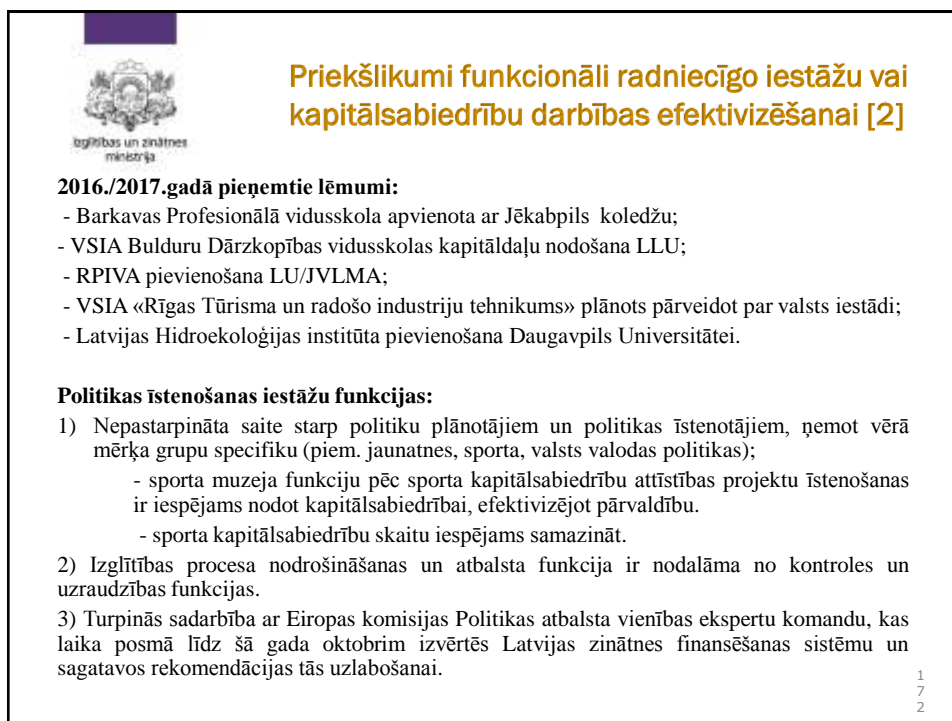 Izglītības un zinātnes
ministrija
Priekšlikumi funkcionāli radniecīgo iestāžu vai
kapitālsabiedrību darbības efektivizēšanai [2]
2016./2017.gadā pieņemtie lēmumi:
- Barkavas Profesionālā vidusskola apvienota ar Jēkabpils koledžu;
- VSIA Bulduru Dārzkopības vidusskolas kapitāldaļu nodošana LLU;
- RPIVA pievienošana LU/JVLMA;
- VSIA «Rīgas Tūrisma un radošo industriju tehnikums» plānots pārveidot par valsts iestādi;
- Latvijas Hidroekoloģijas institūta pievienošana Daugavpils Universitātei.
Politikas īstenošanas iestāžu funkcijas:
1) Nepastarpināta saite starp politiku plānotājiem un politikas īstenotājiem, ņemot vērā
mērķa grupu specifiku (piem. jaunatnes, sporta, valsts valodas politikas);
- sporta muzeja funkciju pēc sporta kapitālsabiedrību attīstības projektu īstenošanas
ir iespējams nodot kapitālsabiedrībai, efektivizējot pārvaldību.
- sporta kapitālsabiedrību skaitu iespējams samazināt.
2) Izglītības procesa nodrošināšanas un atbalsta funkcija ir nodalāma no kontroles un
uzraudzības funkcijas.
3) Turpinās sadarbība ar Eiropas komisijas Politikas atbalsta vienības ekspertu komandu, kas
laika posmā līdz šā gada oktobrim izvērtēs Latvijas zinātnes finansēšanas sistēmu un
sagatavos rekomendācijas tās uzlabošanai.
1
7
2